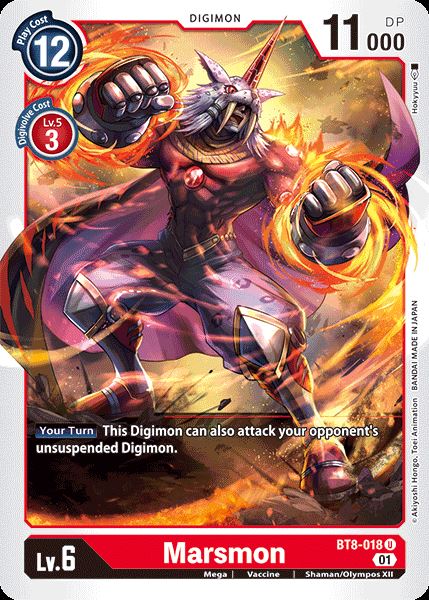 Play Cost
12
DIGIMON
11000
DP
Digivolve Cost
Lv.5
3
Hokyyuu
Your Turn This Digimon can also attack your opponent's
unsuspended Digimon.
©Akiyoshi Hongo, Toei Animation BANDAI MADE IN JAPAN
Lv.6
Marsmon
BT8-018 U
01
Mega | Vaccine | Shaman/Olympos XII